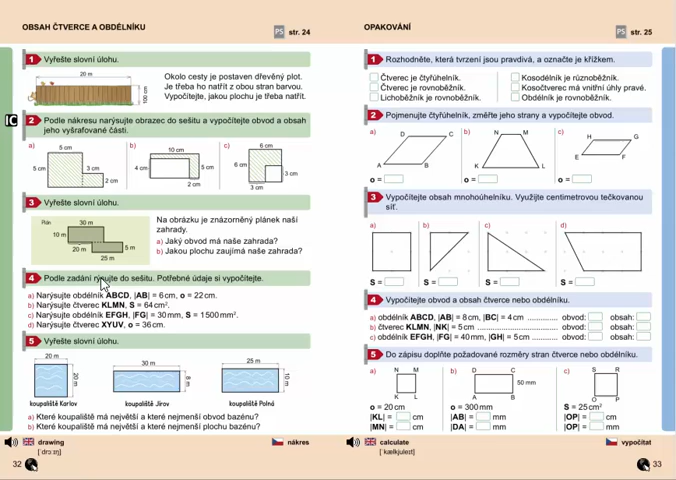 OBSAH ČTVERCE A OBDÉLNÍKU
PS str. 24
1 Vyřešte slovní úlohu.
20 m
100 cm
Okolo cesty je postaven dřevěný plot.
Je třeba ho natřít z obou stran barvou.
Vypočítejte, jakou plochu je třeba natřít.
2 Podle nákresu narýsujte obrazec do sešitu a vypočítejte obvod a obsah
jeho vyšrafované části.
a) 5 cm 5 cm 3 cm 2 cm
b) 10 cm 4 cm 5 cm 2 cm
c) 6 cm 6 cm 3 cm 3 cm
3 Vyřešte slovní úlohu.
30 m
10 m
20 m
5 m
25 m
Na obrázku je znázorněný plánek naší
zahrady.
a) Jaký obvod má naše zahrada?
b) Jakou plochu zaujímá naše zahrada?
4 Podle zadání rýsujte do sešitu. Potřebné údaje si vypočítejte.
a) Narýsujte obdélník ABCD, |AB| = 6 cm, o = 22 cm.
b) Narýsujte čtverec KLMN, S = 64 cm².
c) Narýsujte obdélník EFGH, |FG| = 30 mm, S = 1 500 mm².
d) Narýsujte čtverec XYUV, o = 36 cm.
5 Vyřešte slovní úlohu.
20 m 20 m
30 m 8 m
25 m 10 m
koupaliště Karlov
koupaliště Jírov
koupaliště Polná
a) Které koupaliště má největší a které nejmenší obvod bazénu?
b) Které koupaliště má největší a které nejmenší plochu bazénu?
drawing
[ˈdrɔːɪŋ]
nákres
32
OPAKOVÁNÍ
PS str. 25
1 Rozhodněte, která tvrzení jsou pravdivá, a označte je křížkem.
Čtverec je čtyřúhelník.
Čtverec je rovnoběžník.
Lichoběžník je rovnoběžník.
Kosodélník je různoběžník.
Kosočtverec má vnitřní úhly pravé.
Obdélník je rovnoběžník.
2 Pojmenujte čtyřúhelník, změřte jeho strany a vypočítejte obvod.
a) D C A B
b) N M K L
c) H G E F
o =
o =
o =
3 Vypočítejte obsah mnohoúhelníku. Využijte centimetrovou tečkovanou
síť.
a)
b)
c)
d)
S =
S =
S =
S =
4 Vypočítejte obvod a obsah čtverce nebo obdélníku.
a) obdélník ABCD, |AB| = 8 cm, |BC| = 4 cm .............. obvod: obsah:
b) čtverec KLMN, |NK| = 5 cm .................................... obvod: obsah:
c) obdélník EFGH, |FG| = 40 mm, |GH| = 5 cm .......... obvod: obsah:
5 Do zápisu doplňte požadované rozměry stran čtverce nebo obdélníku.
a) N M K L
b) D C 50 mm A B
c) S R O P
o = 20 cm
|KL| = cm
|MN| = cm
o = 300 mm
|AB| = mm
|DA| = mm
S = 25 cm²
|OP| = cm
|OP| = mm
calculate
[ˈkælkjuleɪt]
vypočítat
33